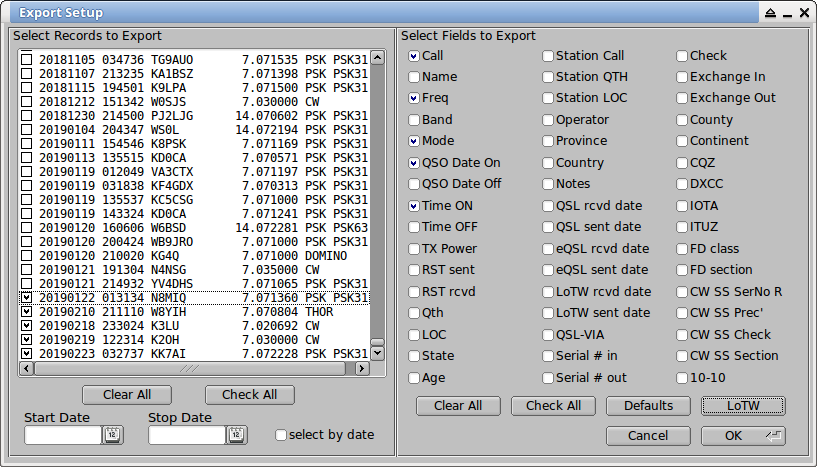 Export Setup
Select Records to Export
20181105 034736 TG9AUO 7.071535 PSK PSK31
20181107 213235 KA1BSZ 7.071398 PSK PSK31
20181115 194501 K9LPA 7.071500 PSK PSK31
20181212 151342 W0SJS 7.030000 CW
20181230 214500 PJ2LJG 14.070602 PSK PSK31
20190104 204347 WS0L 14.072194 PSK PSK31
20190111 154546 K8PSK 7.071169 PSK PSK31
20190113 135515 KD0CA 7.070571 PSK PSK31
20190119 012049 VA3CTX 7.071197 PSK PSK31
20190119 031838 KF4GDX 7.070313 PSK PSK31
20190119 135537 KC5CSG 7.071000 PSK PSK31
20190119 143324 KD0CA 7.071241 PSK PSK31
20190120 160606 W6BSD 14.072281 PSK PSK63
20190120 200424 WB9JRO 7.071000 PSK PSK31
20190120 210020 KG4Q 7.071000 DOMINO
20190121 191304 N4NSG 7.035000 CW
20190121 214932 YV4DHS 7.071065 PSK PSK31
20190122 013134 N8MIQ 7.071360 PSK PSK31
20190210 211110 W8YIH 7.070804 THOR
20190218 233024 K3LU 7.020692 CW
20190219 122314 K2OH 7.030000 CW
20190223 032737 KK7AI 7.072228 PSK PSK31
Clear All Check All
Start Date Stop Date
12 12 select by date
Select Fields to Export
Call Station Call Check
Name Station QTH Exchange In
Freq Station LOC Exchange Out
Band Operator County
Mode Province Continent
QSO Date On Country CQZ
QSO Date Off Notes DXCC
Time ON QSL rcvd date IOTA
Time OFF QSL sent date ITUZ
TX Power eQSL rcvd date FD class
RST sent eQSL sent date FD section
RST rcvd LoTW rcvd date CW SS SerNo R
Qth LoTW sent date CW SS Prec'
LOC QSL-VIA CW SS Check
State Serial # in CW SS Section
Age Serial # out 10-10
Clear All Check All Defaults LoTW
Cancel OK